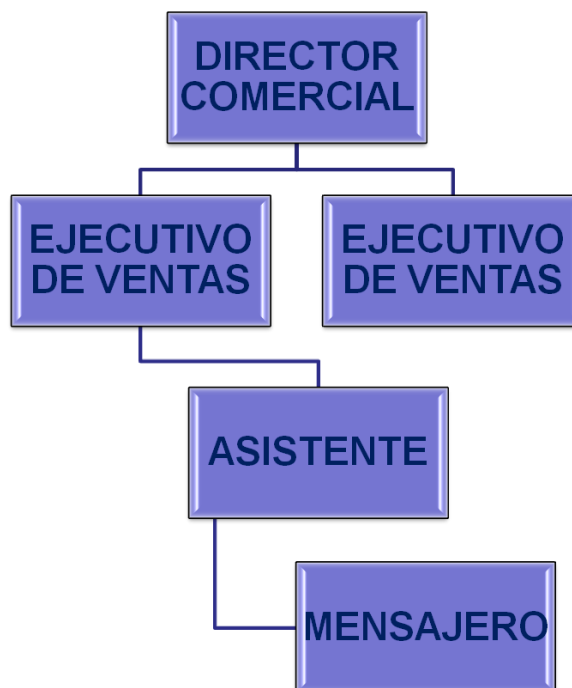 DIRECTOR
COMERCIAL
EJECUTIVO
DE VENTAS
EJECUTIVO
DE VENTAS
ASISTENTE
MENSAJERO